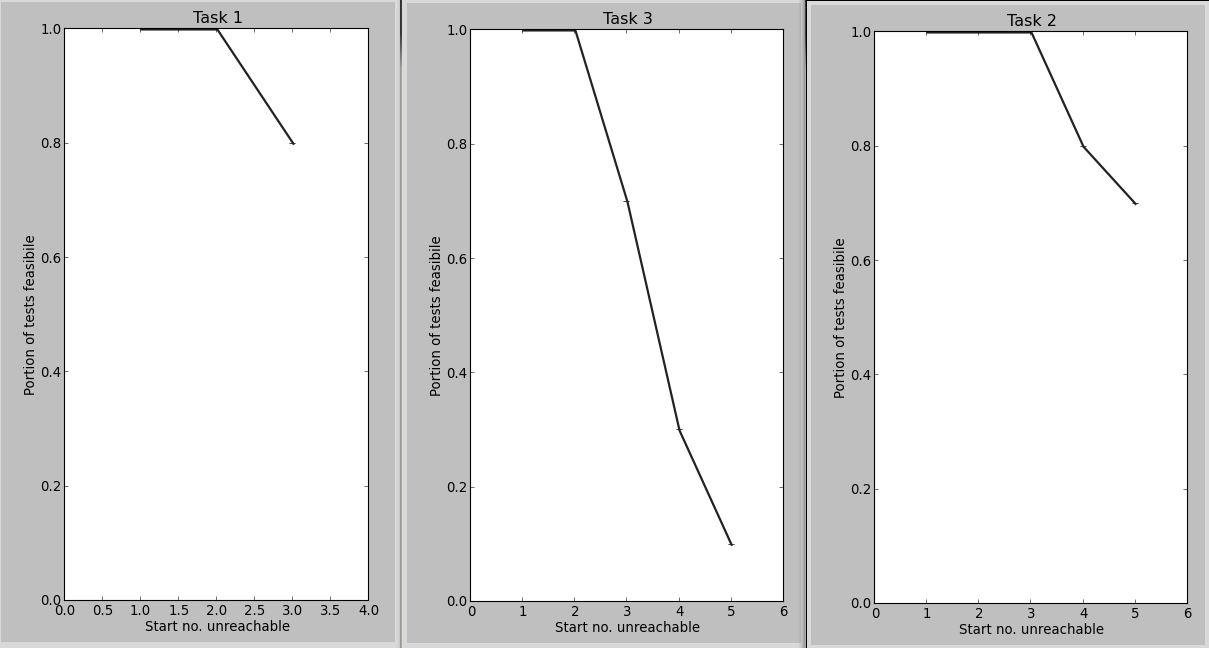 Task 1
1.0
0.8
0.6
0.4
0.2
0.0
Portion of tests feasibile
0.0 0.5 1.0 1.5 2.0 2.5 3.0 3.5 4.0
Start no. unreachable
Task 3
1.0
0.8
0.6
0.4
0.2
0.0
Portion of tests feasibile
0 1 2 3 4 5 6
Start no. unreachable
Task 2
1.0
0.8
0.6
0.4
0.2
0.0
Portion of tests feasibile
0 1 2 3 4 5 6
Start no. unreachable